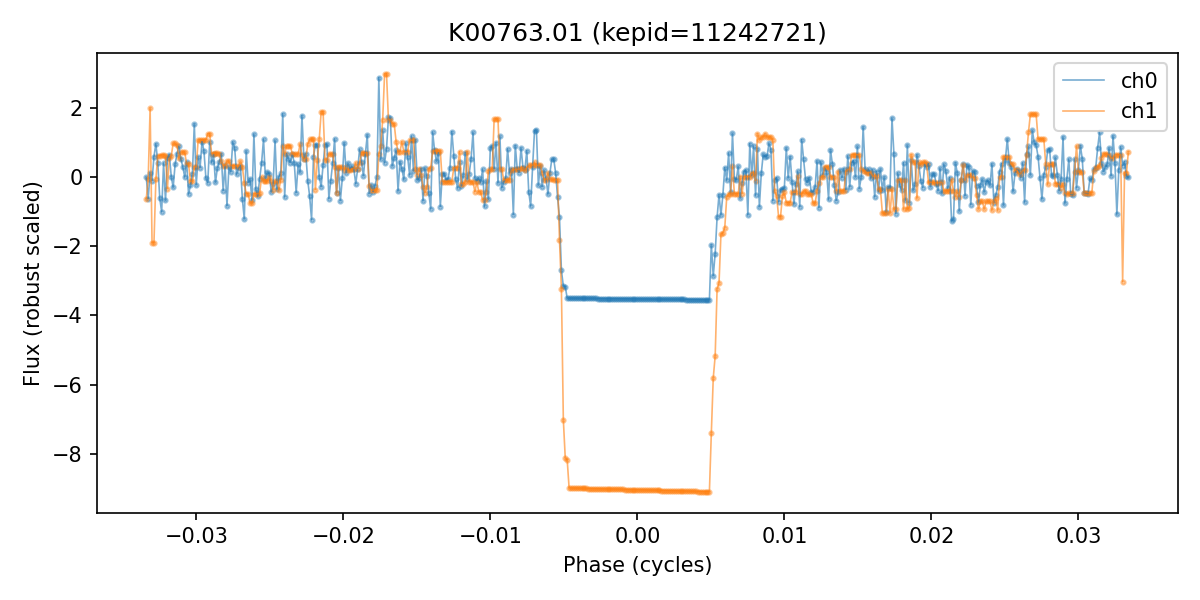 K00763.01 (kepid=11242721)
ch0
ch1
Flux (robust scaled)
2
0
−2
−4
−6
−8
−0.03
−0.02
−0.01
0.00
0.01
0.02
0.03
Phase (cycles)